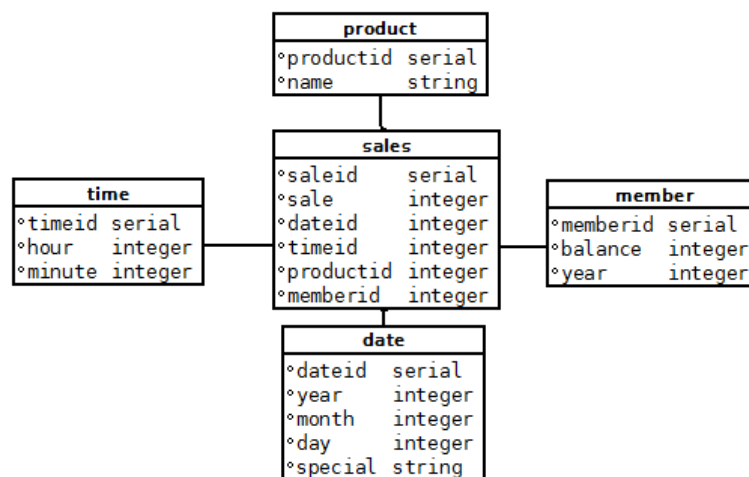 product
productid serial
name string
sales
saleid serial
sale integer
dateid integer
timeid integer
productid integer
memberid integer
time
timeid serial
hour integer
minute integer
member
memberid serial
balance integer
year integer
date
dateid serial
year integer
month integer
day integer
special string